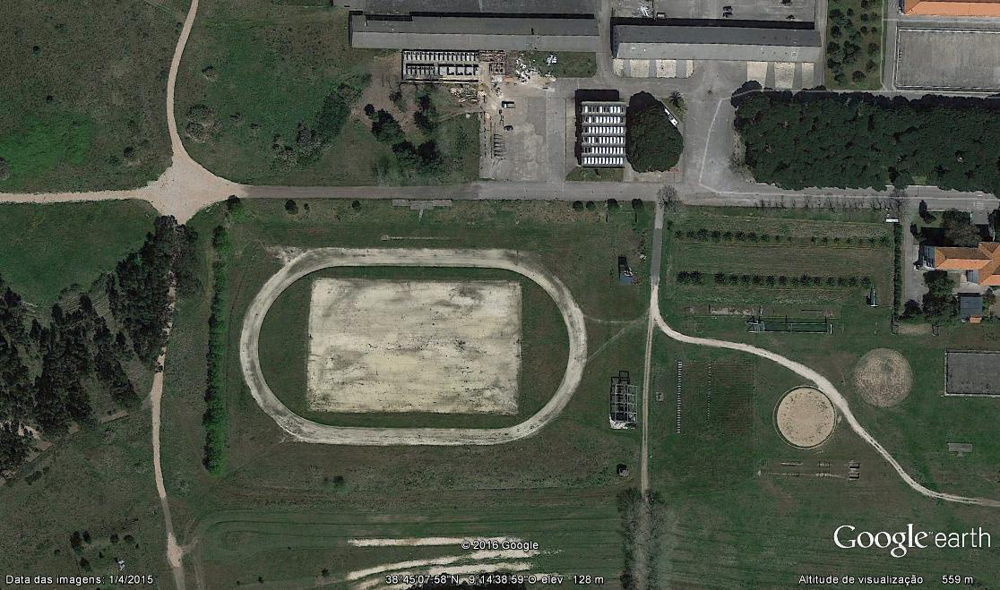 © 2016 Google
Google earth
Data das imagens: 1/4/2015
38°45'07.58"N 9°14'38.59"O elev 128 m
Altitude de visualização 559 m